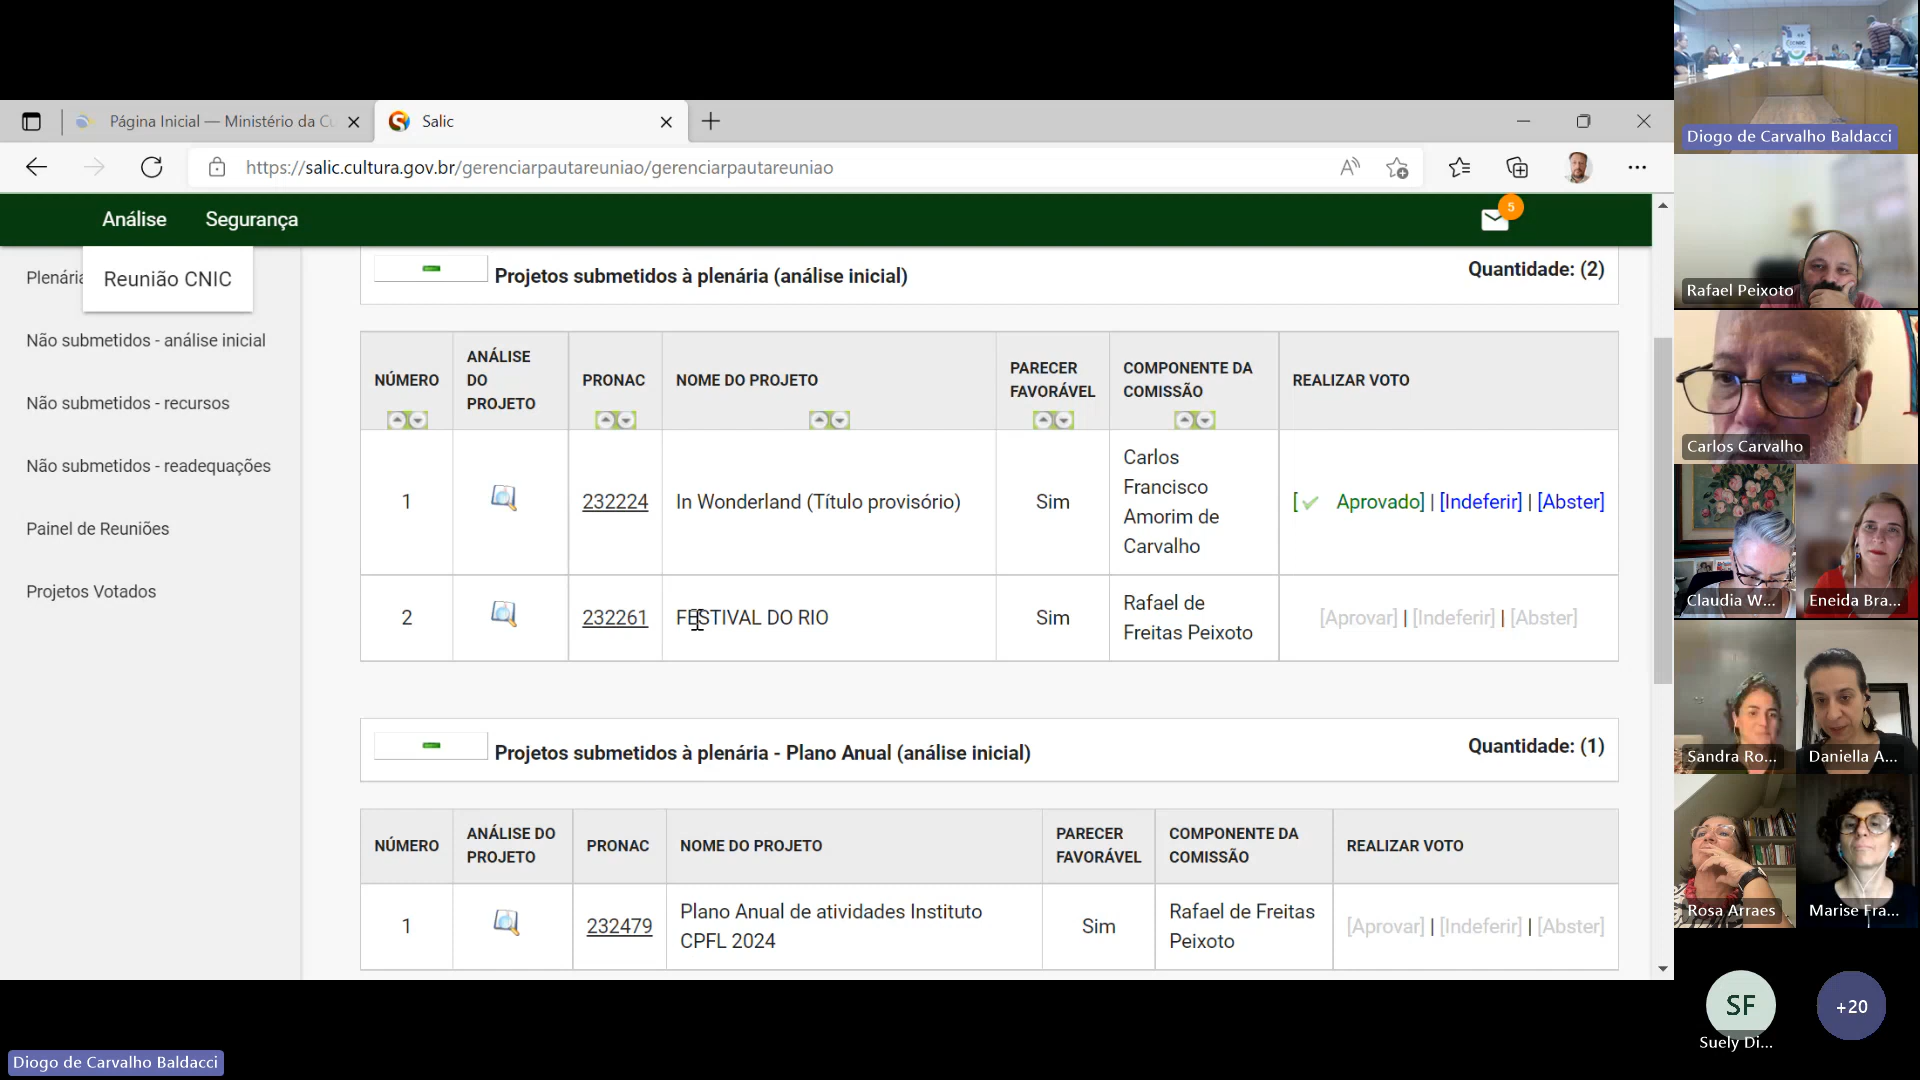 Página Inicial — Ministério da Cu
Salic
https://salic.cultura.gov.br/gerenciarpautareuniao/gerenciarpautareuniao
Análise
Segurança
5
Plenária
Reunião CNIC
Não submetidos - análise inicial
Não submetidos - recursos
Não submetidos - readequações
Painel de Reuniões
Projetos Votados
Projetos submetidos à plenária (análise inicial)
Quantidade: (2)
NÚMERO
ANÁLISE
DO
PROJETO
PRONAC
NOME DO PROJETO
PARECER
FAVORÁVEL
COMPONENTE DA
COMISSÃO
REALIZAR VOTO
1
232224
In Wonderland (Título provisório)
Sim
Carlos
Francisco
Amorim de
Carvalho
[ Aprovado] | [Indeferir] | [Abster]
2
232261
FESTIVAL DO RIO
Sim
Rafael de
Freitas Peixoto
[Aprovar] | [Indeferir] | [Abster]
Projetos submetidos à plenária - Plano Anual (análise inicial)
Quantidade: (1)
NÚMERO
ANÁLISE DO
PROJETO
PRONAC
NOME DO PROJETO
PARECER
FAVORÁVEL
COMPONENTE DA
COMISSÃO
REALIZAR VOTO
1
232479
Plano Anual de atividades Instituto
CPFL 2024
Sim
Rafael de Freitas
Peixoto
[Aprovar] | [Indeferir] | [Abster]
Diogo de Carvalho Baldacci
Rafael Peixoto
Carlos Carvalho
Claudia W...
Eneida Bra...
Sandra Ro...
Daniella A...
Rosa Arraes
Marise Fra...
SF
+20
Suely Di...
Diogo de Carvalho Baldacci